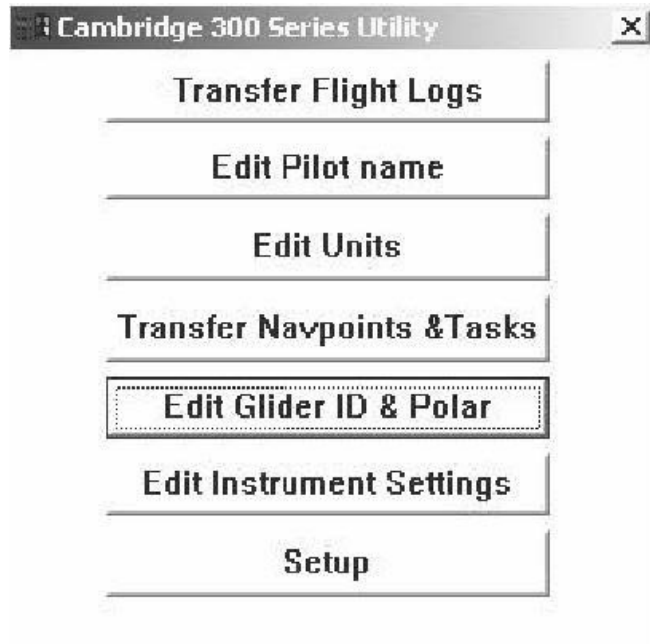 Cambridge 300 Series Utility
Transfer Flight Logs
Edit Pilot name
Edit Units
Transfer Navpoints &Tasks
Edit Glider ID & Polar
Edit Instrument Settings
Setup